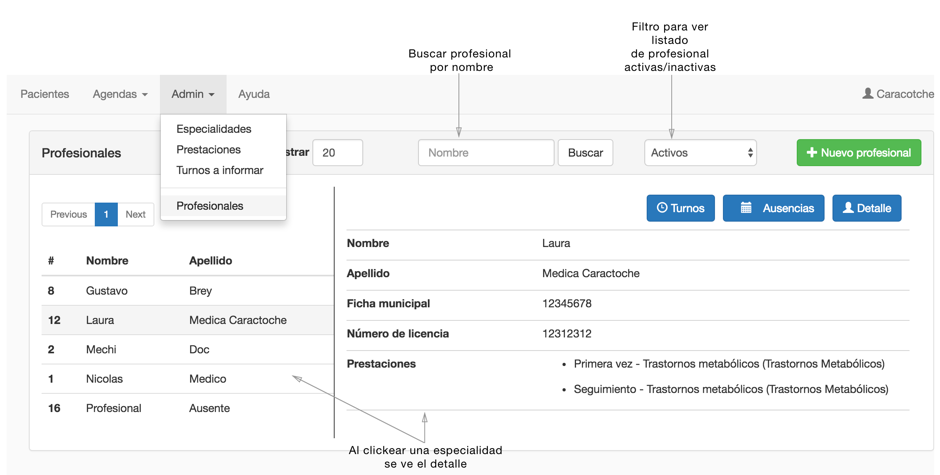 Filtro para ver
listado
de profesional
activas/inactivas
Buscar profesional
por nombre
Pacientes Agendas Admin Ayuda Caracotche
Especialidades
Prestaciones
Turnos a informar
Profesionales
Profesionales strar 20 Nombre Buscar Activos Nuevo profesional
Previous 1 Next
Turnos Ausencias Detalle
# Nombre Apellido
8 Gustavo Brey
12 Laura Medica Caractoche
2 Mechi Doc
1 Nicolas Medico
16 Profesional Ausente
Nombre Laura
Apellido Medica Caractoche
Ficha municipal 12345678
Número de licencia 12312312
Prestaciones • Primera vez - Trastornos metabólicos (Trastornos Metabólicos)
• Seguimiento - Trastornos metabólicos (Trastornos Metabólicos)
Al clickear una especialidad
se ve el detalle